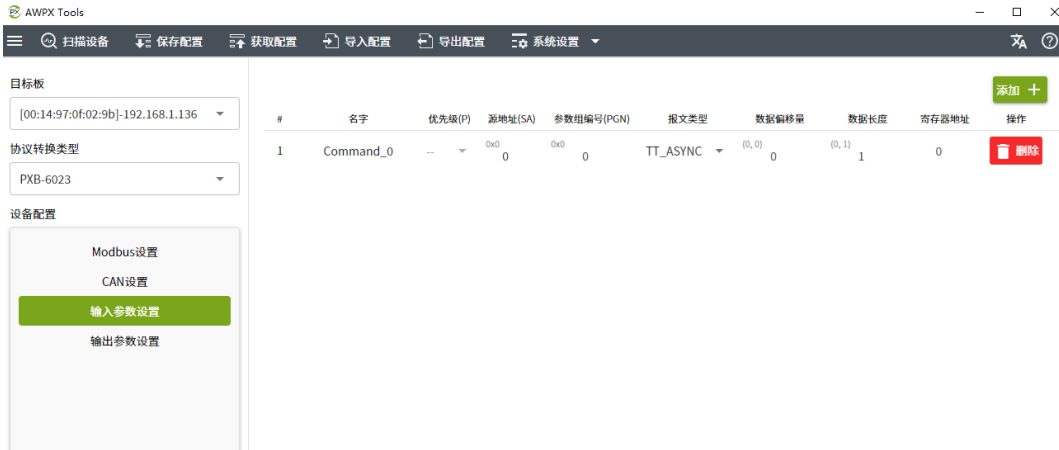 AWPX Tools
扫描设备 保存配置 获取配置 导入配置 导出配置 系统设置
目标板
[00:14:97:0f:02:9b]-192.168.1.136
协议转换类型
PXB-6023
设备配置
Modbus设置
CAN设置
输入参数设置
输出参数设置
添加 +
# 名字 优先级(P) 源地址(SA) 参数组编号(PGN) 报文类型 数据偏移量 数据长度 寄存器地址 操作
1 Command_0 -- 0x0 0 0x0 0 TT_ASYNC (0, 0) 0 (0, 1) 1 0 删除